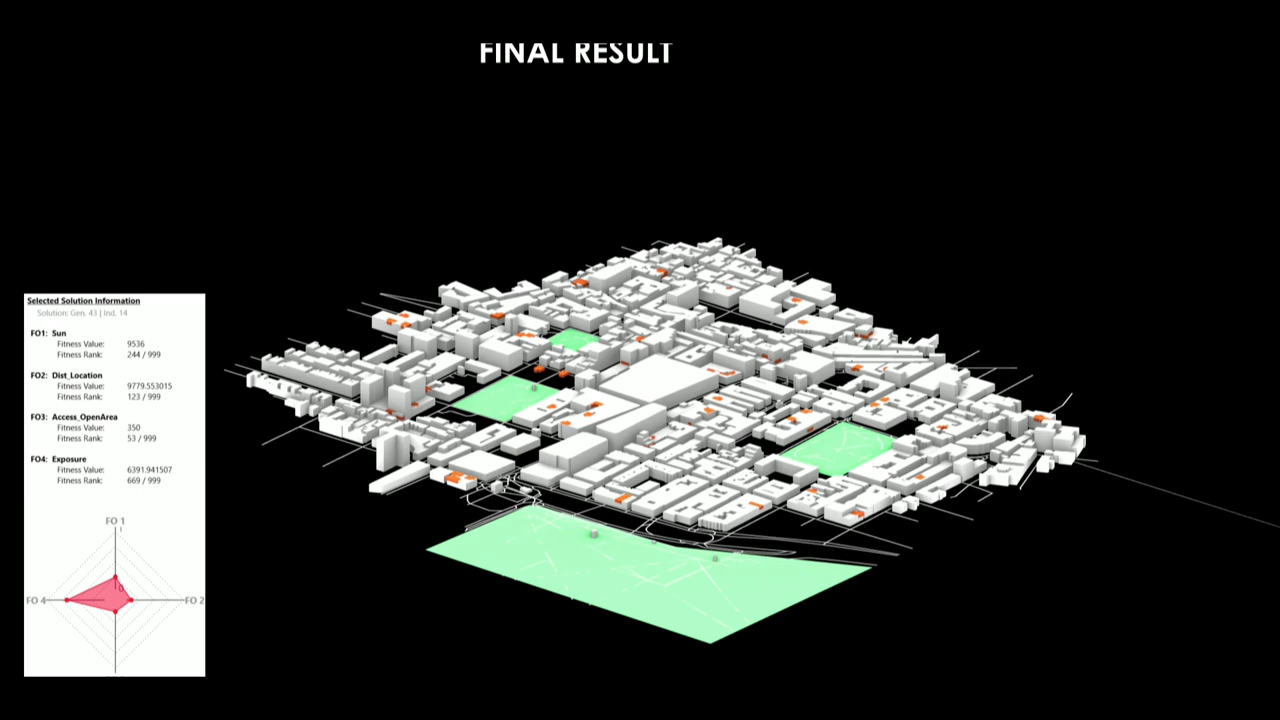 FINAL RESULT
Selected Solution Information
Solution: Gen. 43 | Ind. 14
FO1: Sun
Fitness Value: 9536
Fitness Rank: 244 / 999
FO2: Dist_Location
Fitness Value: 9779.553015
Fitness Rank: 123 / 999
FO3: Access_OpenArea
Fitness Value: 350
Fitness Rank: 53 / 999
FO4: Exposure
Fitness Value: 6391.941507
Fitness Rank: 669 / 999
FO 1
1
0
FO 4
FO 2